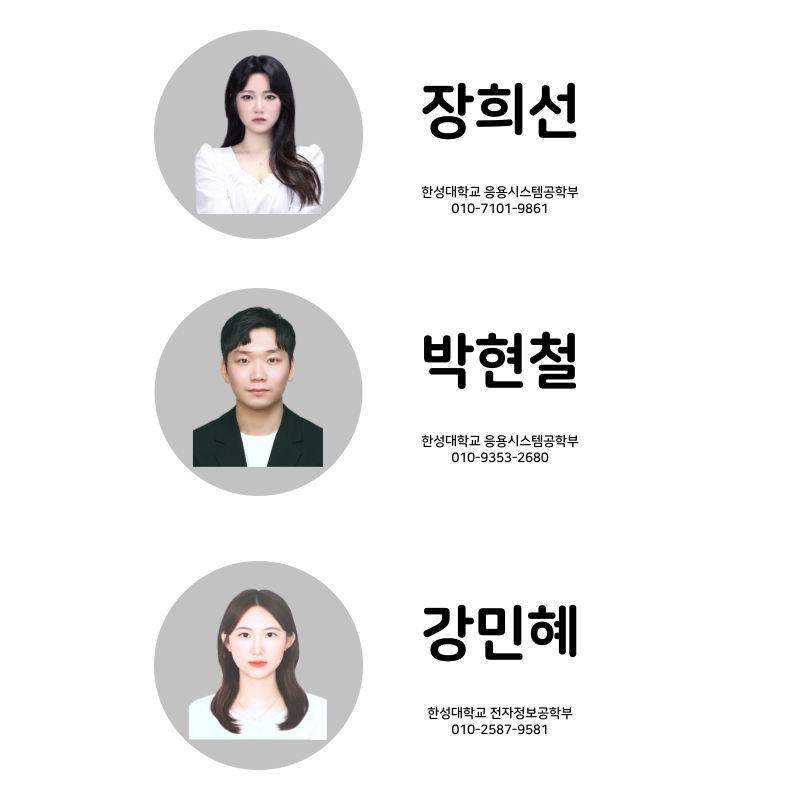 장희선
한성대학교 응용시스템공학부
010-7101-9861
박현철
한성대학교 응용시스템공학부
010-9353-2680
강민혜
한성대학교 전자정보공학부
010-2587-9581